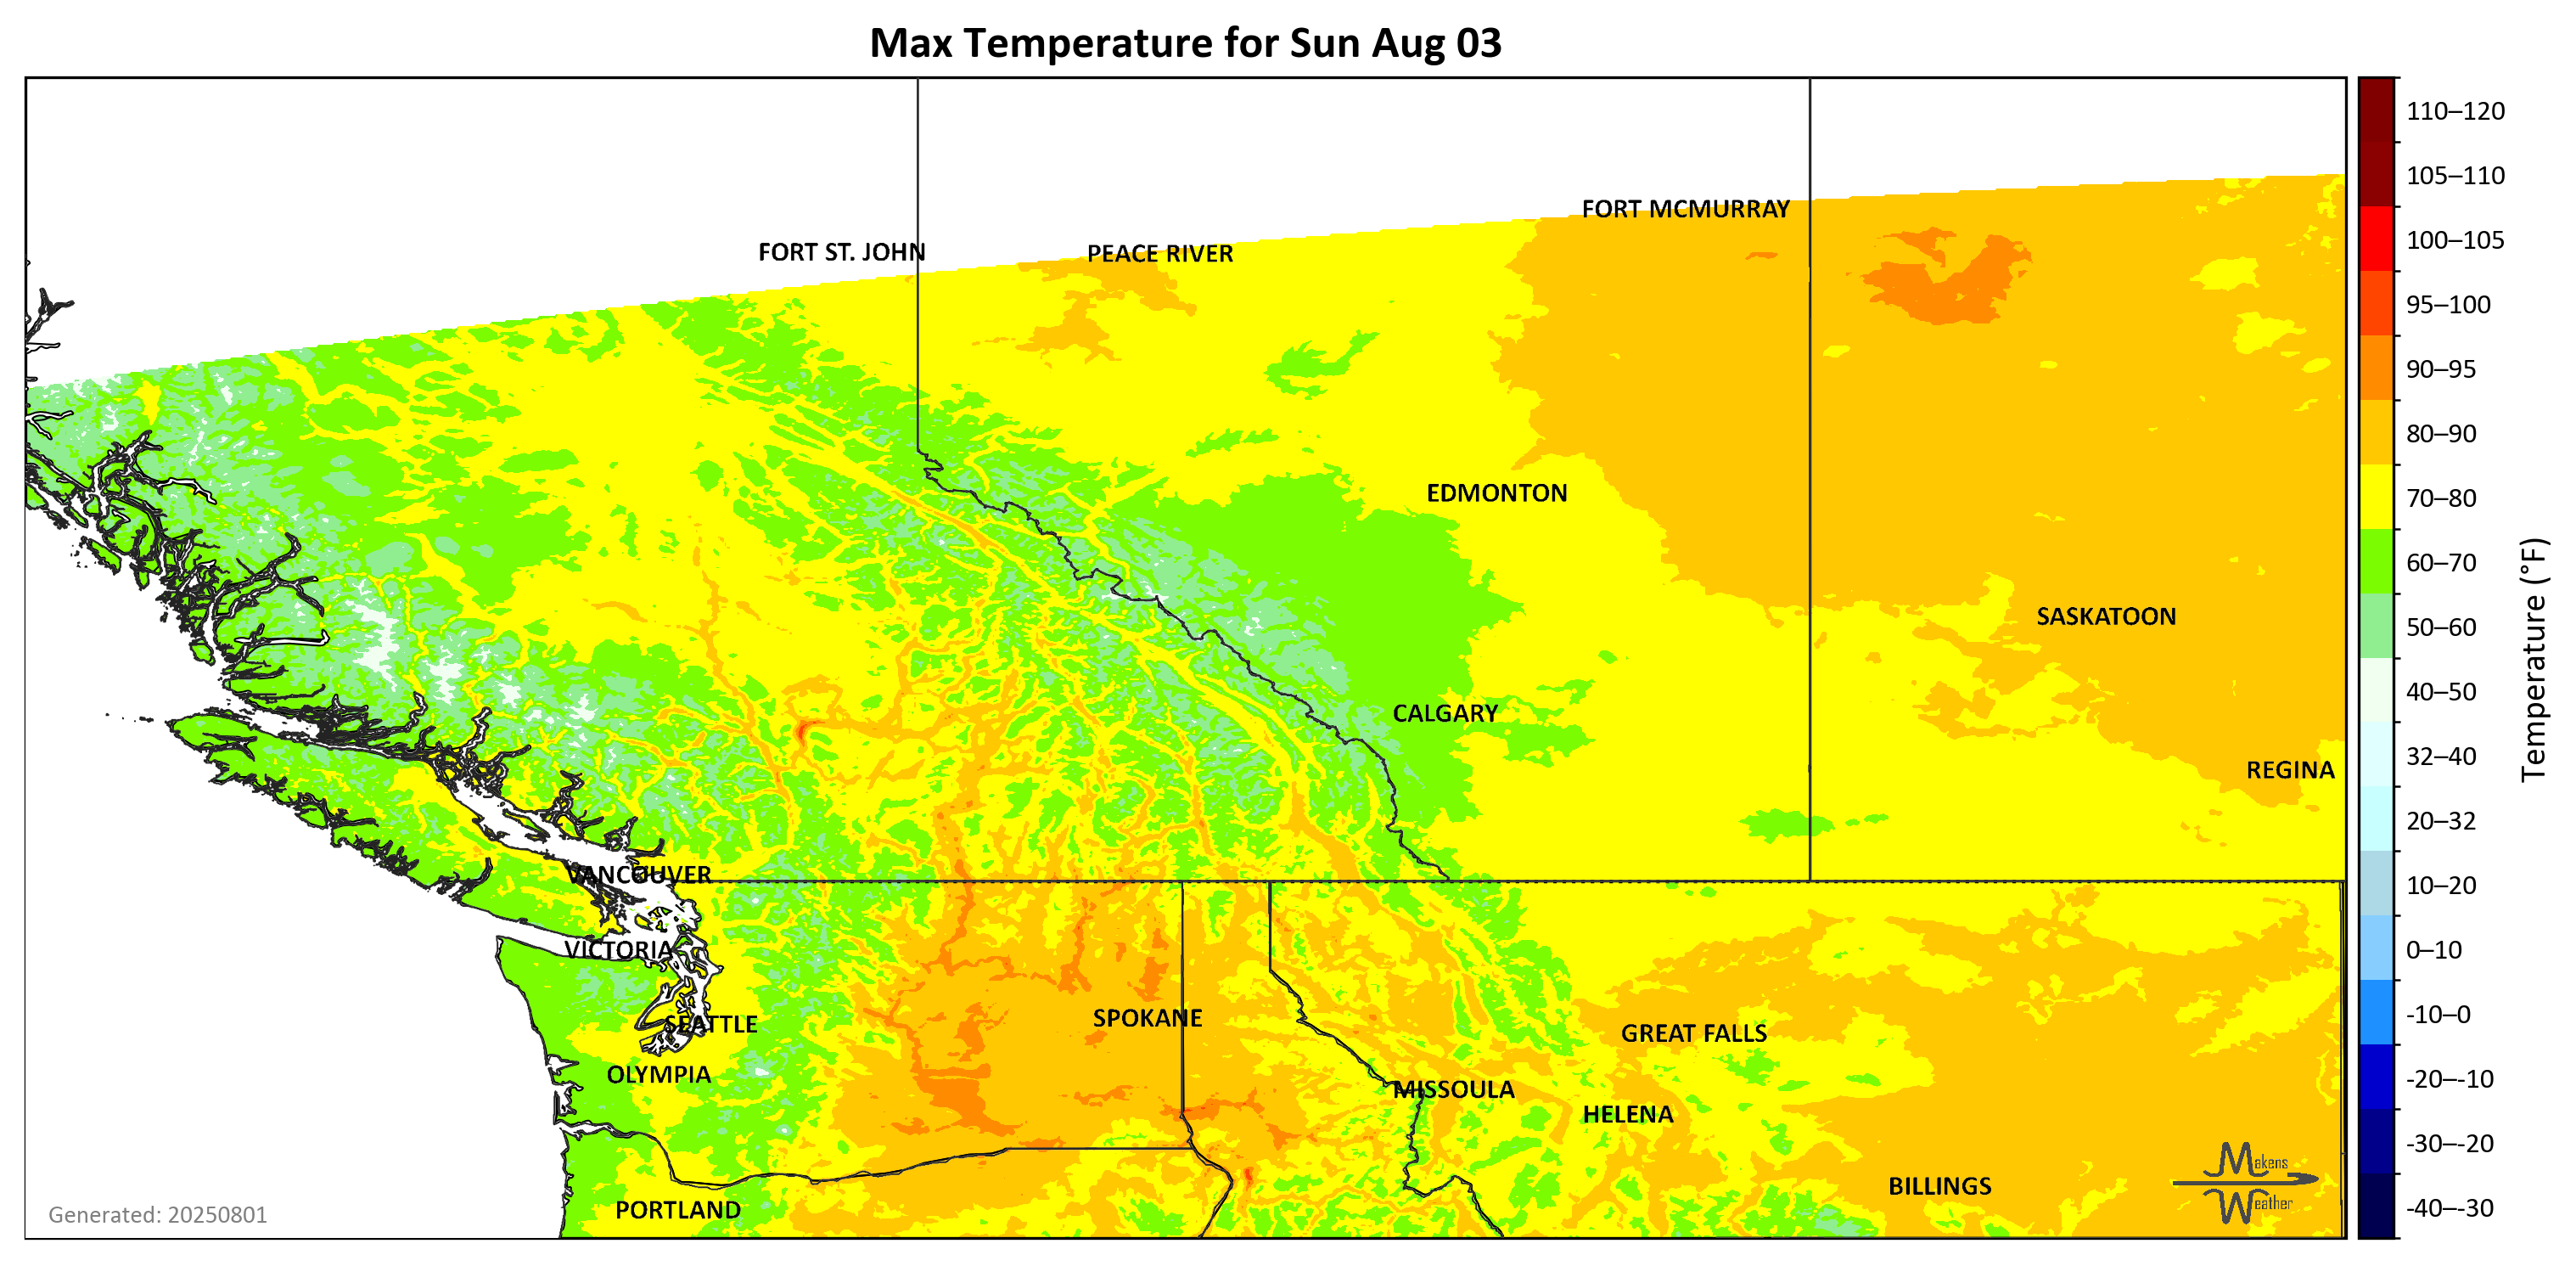 Max Temperature for Sun Aug 03
110–120
105–110
FORT MCMURRAY
100–105
FORT ST. JOHN
PEACE RIVER
95–100
90–95
80–90
EDMONTON
70–80
60–70
SASKATOON
50–60
Temperature (°F)
CALGARY
40–50
REGINA
32–40
20–32
VANCOUVER
10–20
VICTORIA
0–10
SEATTLE
SPOKANE
GREAT FALLS
-10–0
OLYMPIA
MISSOULA
-20–-10
HELENA
-30–-20
Makens
Weather
BILLINGS
PORTLAND
-40–-30
Generated: 20250801